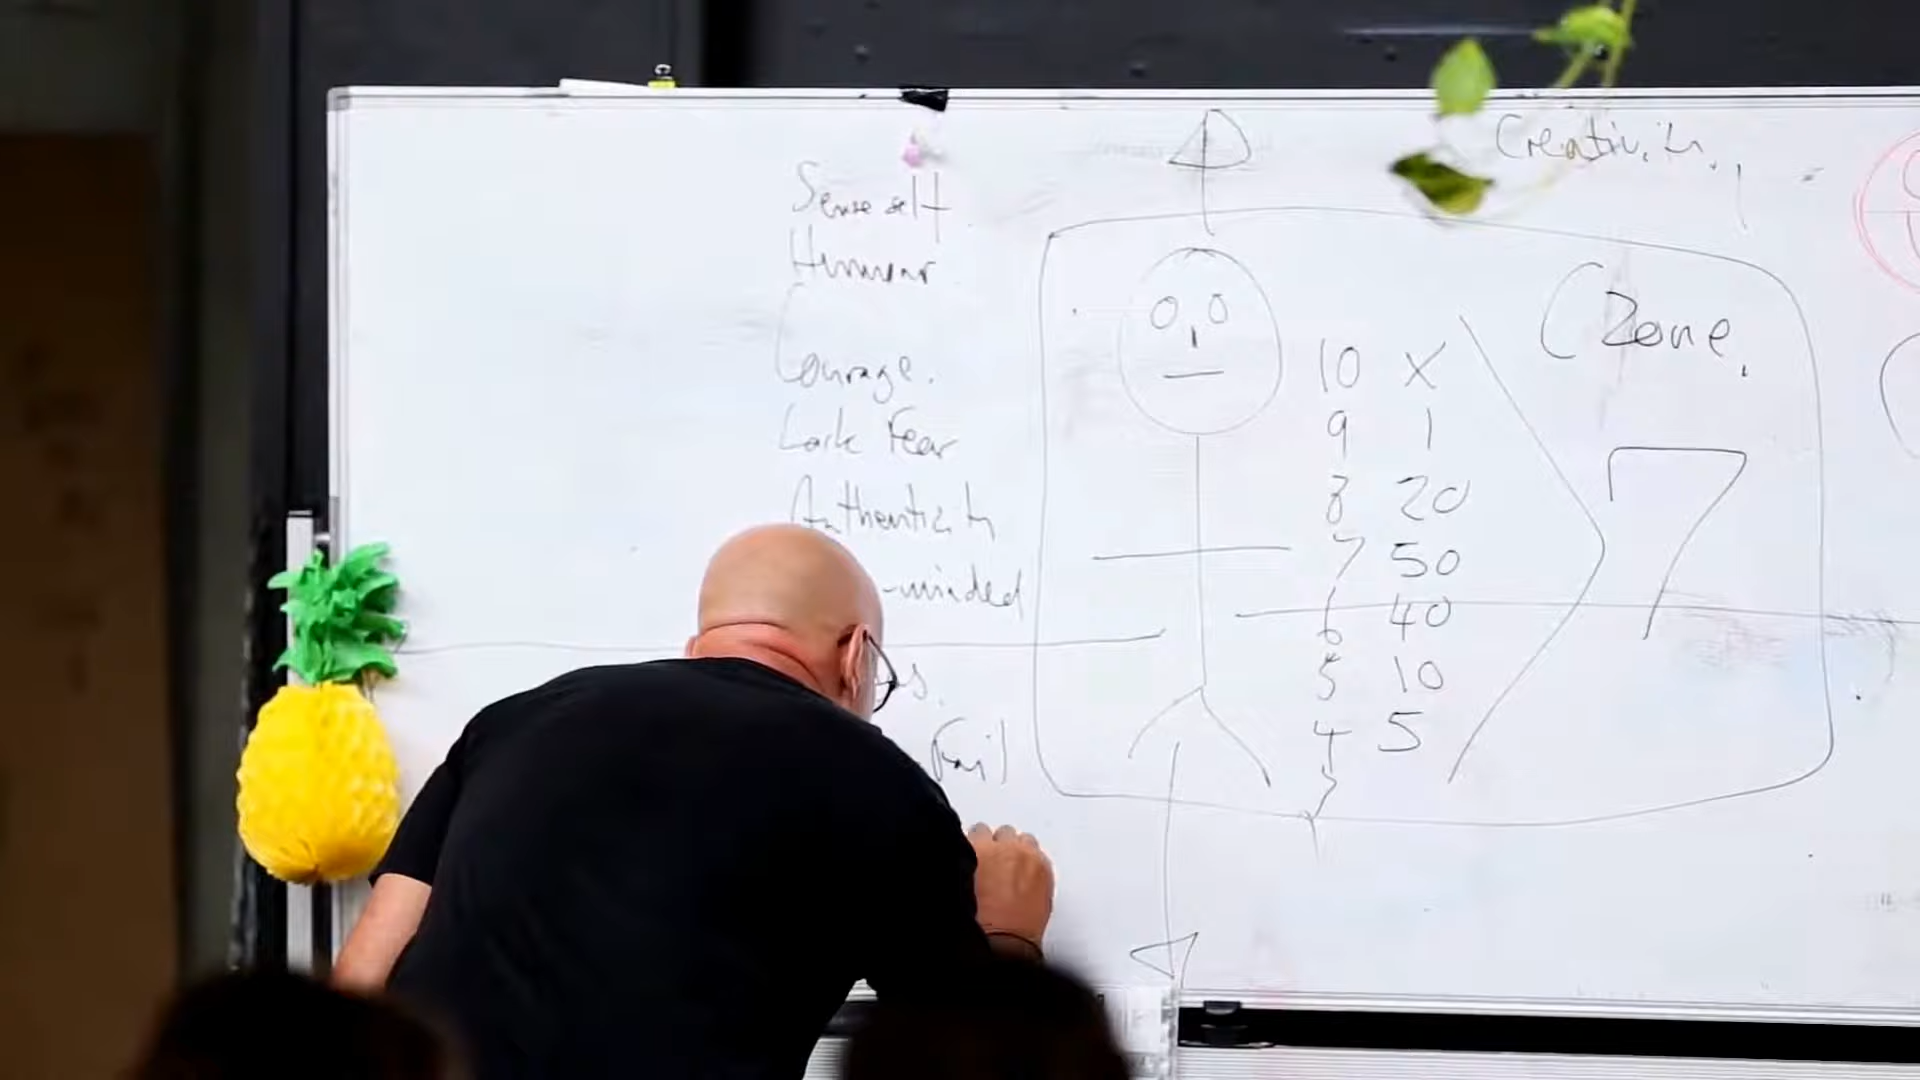 Creativity
Sense self
Humour
Courage.
Lack Fear
Authenticity
-minded
s.
Fail
(Zone.
10 X
9 1
8 20
7 50
6 40
5 10
4 5
3
7